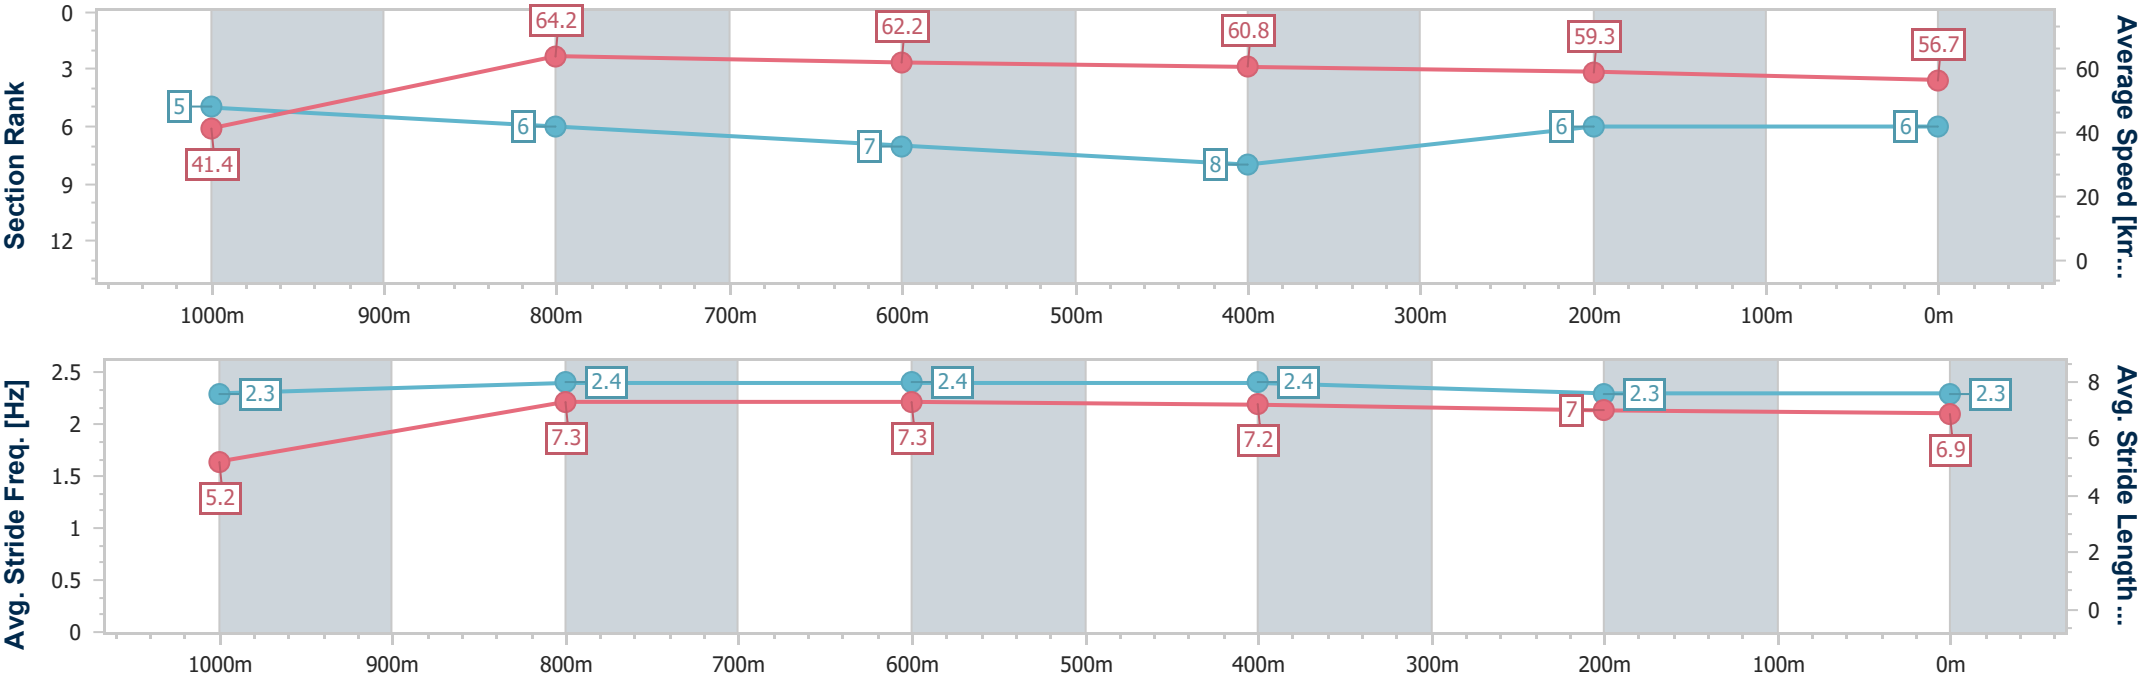 Section Rank
0
3
6
9
12
5
6
7
8
6
6
41.4
64.2
62.2
60.8
59.3
56.7
60
40
20
0
Average Speed [km...
1000m
900m
800m
700m
600m
500m
400m
300m
200m
100m
0m
Avg. Stride Freq. [Hz]
2.5
2
1.5
1
0.5
0
2.3
2.4
2.4
2.4
2.3
2.3
5.2
7.3
7.3
7.2
7
6.9
8
6
4
2
0
Avg. Stride Length...
1000m
900m
800m
700m
600m
500m
400m
300m
200m
100m
0m